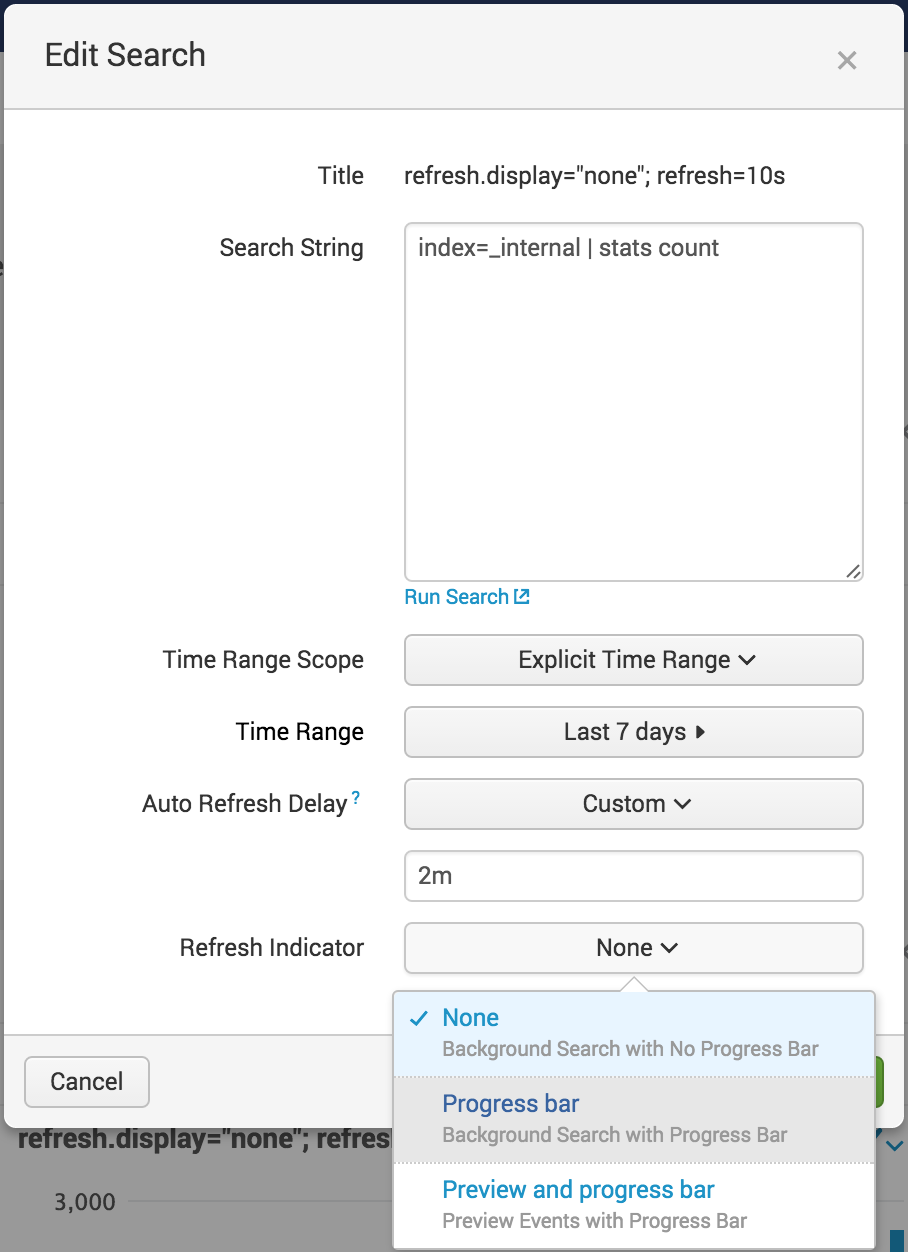 Edit Search
×
Title refresh.display="none"; refresh=10s
Search String index=_internal | stats count
Run Search
Time Range Scope Explicit Time Range
Time Range Last 7 days
Auto Refresh Delay ? Custom
2m
Refresh Indicator None
None
Background Search with No Progress Bar
Cancel
Progress bar
Background Search with Progress Bar
refresh.display="none"; refres
Preview and progress bar
3,000
Preview Events with Progress Bar